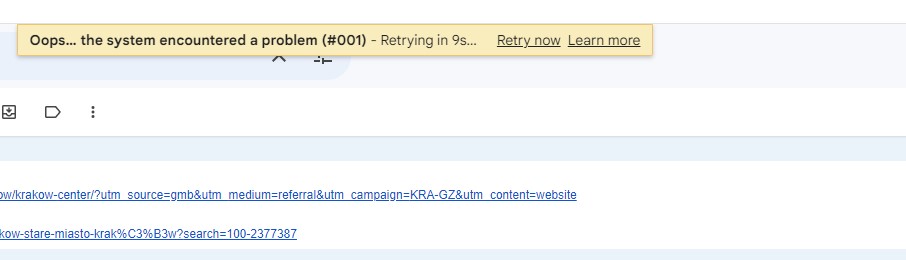 Oops... the system encountered a problem (#001) - Retrying in 9s... Retry now Learn more
ow/krakow-center/?utm_source=gmb&utm_medium=referral&utm_campaign=KRA-GZ&utm_content=website
kow-stare-miasto-krak%C3%B3w?search=100-2377387